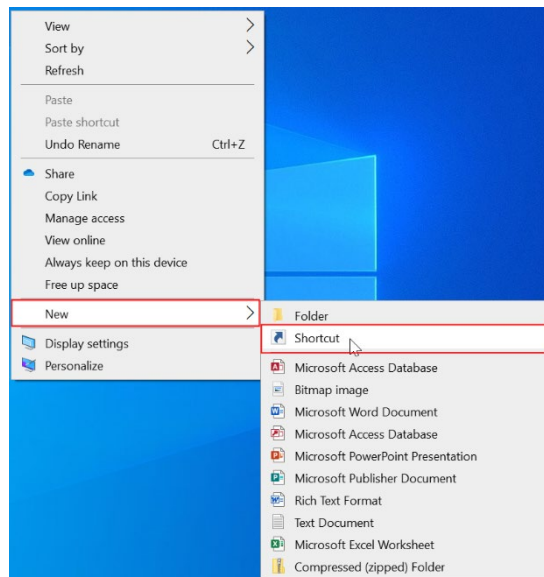 View
Sort by
Refresh
Paste
Paste shortcut
Undo Rename Ctrl+Z
Share
Copy Link
Manage access
View online
Always keep on this device
Free up space
New
Display settings
Personalize
Folder
Shortcut
Microsoft Access Database
Bitmap image
Microsoft Word Document
Microsoft Access Database
Microsoft PowerPoint Presentation
Microsoft Publisher Document
Rich Text Format
Text Document
Microsoft Excel Worksheet
Compressed (zipped) Folder